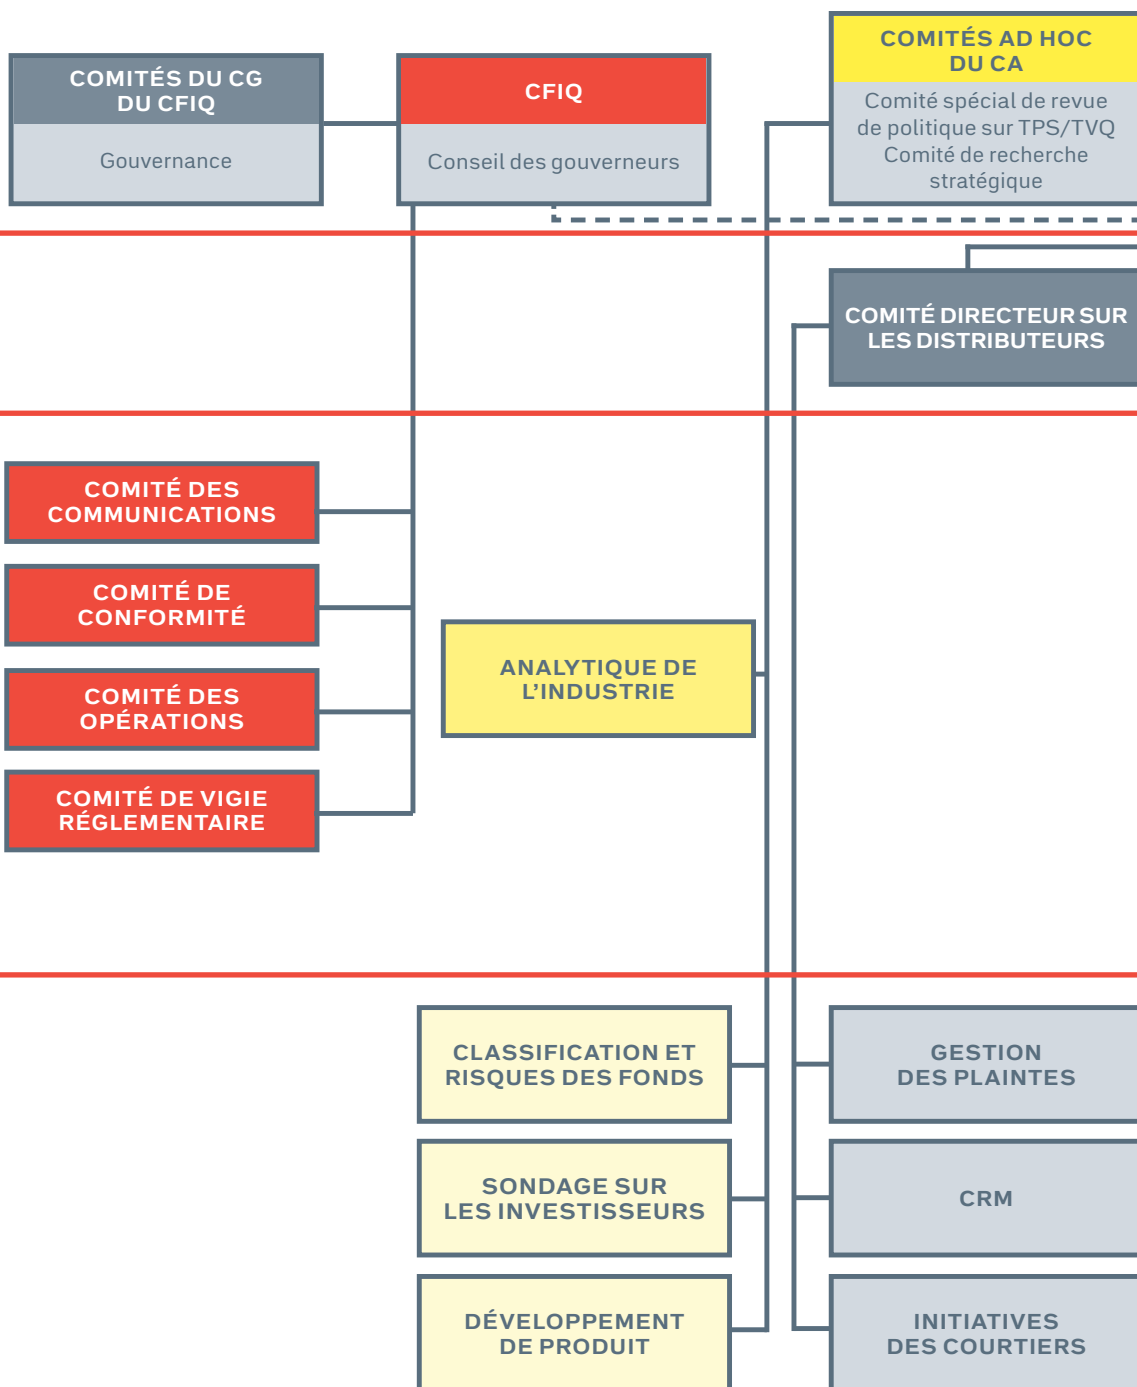 COMITÉS DU CG
DU CFIQ
Gouvernance
CFIQ
Conseil des gouverneurs
COMITÉS AD HOC
DU CA
Comité spécial de revue
de politique sur TPS/TVQ
Comité de recherche
stratégique
COMITÉ DIRECTEUR SUR
LES DISTRIBUTEURS
COMITÉ DES
COMMUNICATIONS
COMITÉ DE
CONFORMITÉ
COMITÉ DES
OPÉRATIONS
COMITÉ DE VIGIE
RÉGLEMENTAIRE
ANALYTIQUE DE
L’INDUSTRIE
CLASSIFICATION ET
RISQUES DES FONDS
SONDAGE SUR
LES INVESTISSEURS
DÉVELOPPEMENT
DE PRODUIT
GESTION
DES PLAINTES
CRM
INITIATIVES
DES COURTIERS